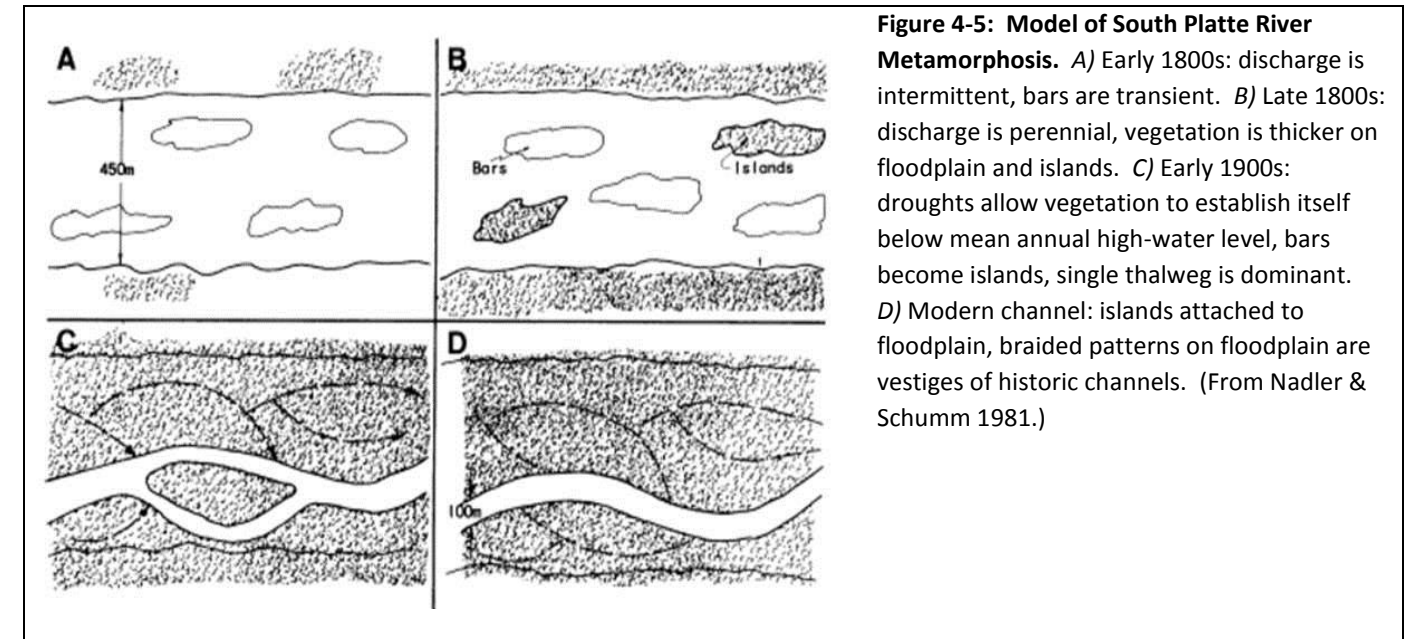 A
450m
B
Bars
Islands
C
D
100m
Figure 4-5: Model of South Platte River
Metamorphosis. A) Early 1800s: discharge is
intermittent, bars are transient. B) Late 1800s:
discharge is perennial, vegetation is thicker on
floodplain and islands. C) Early 1900s:
droughts allow vegetation to establish itself
below mean annual high-water level, bars
become islands, single thalweg is dominant.
D) Modern channel: islands attached to
floodplain, braided patterns on floodplain are
vestiges of historic channels. (From Nadler &
Schumm 1981.)